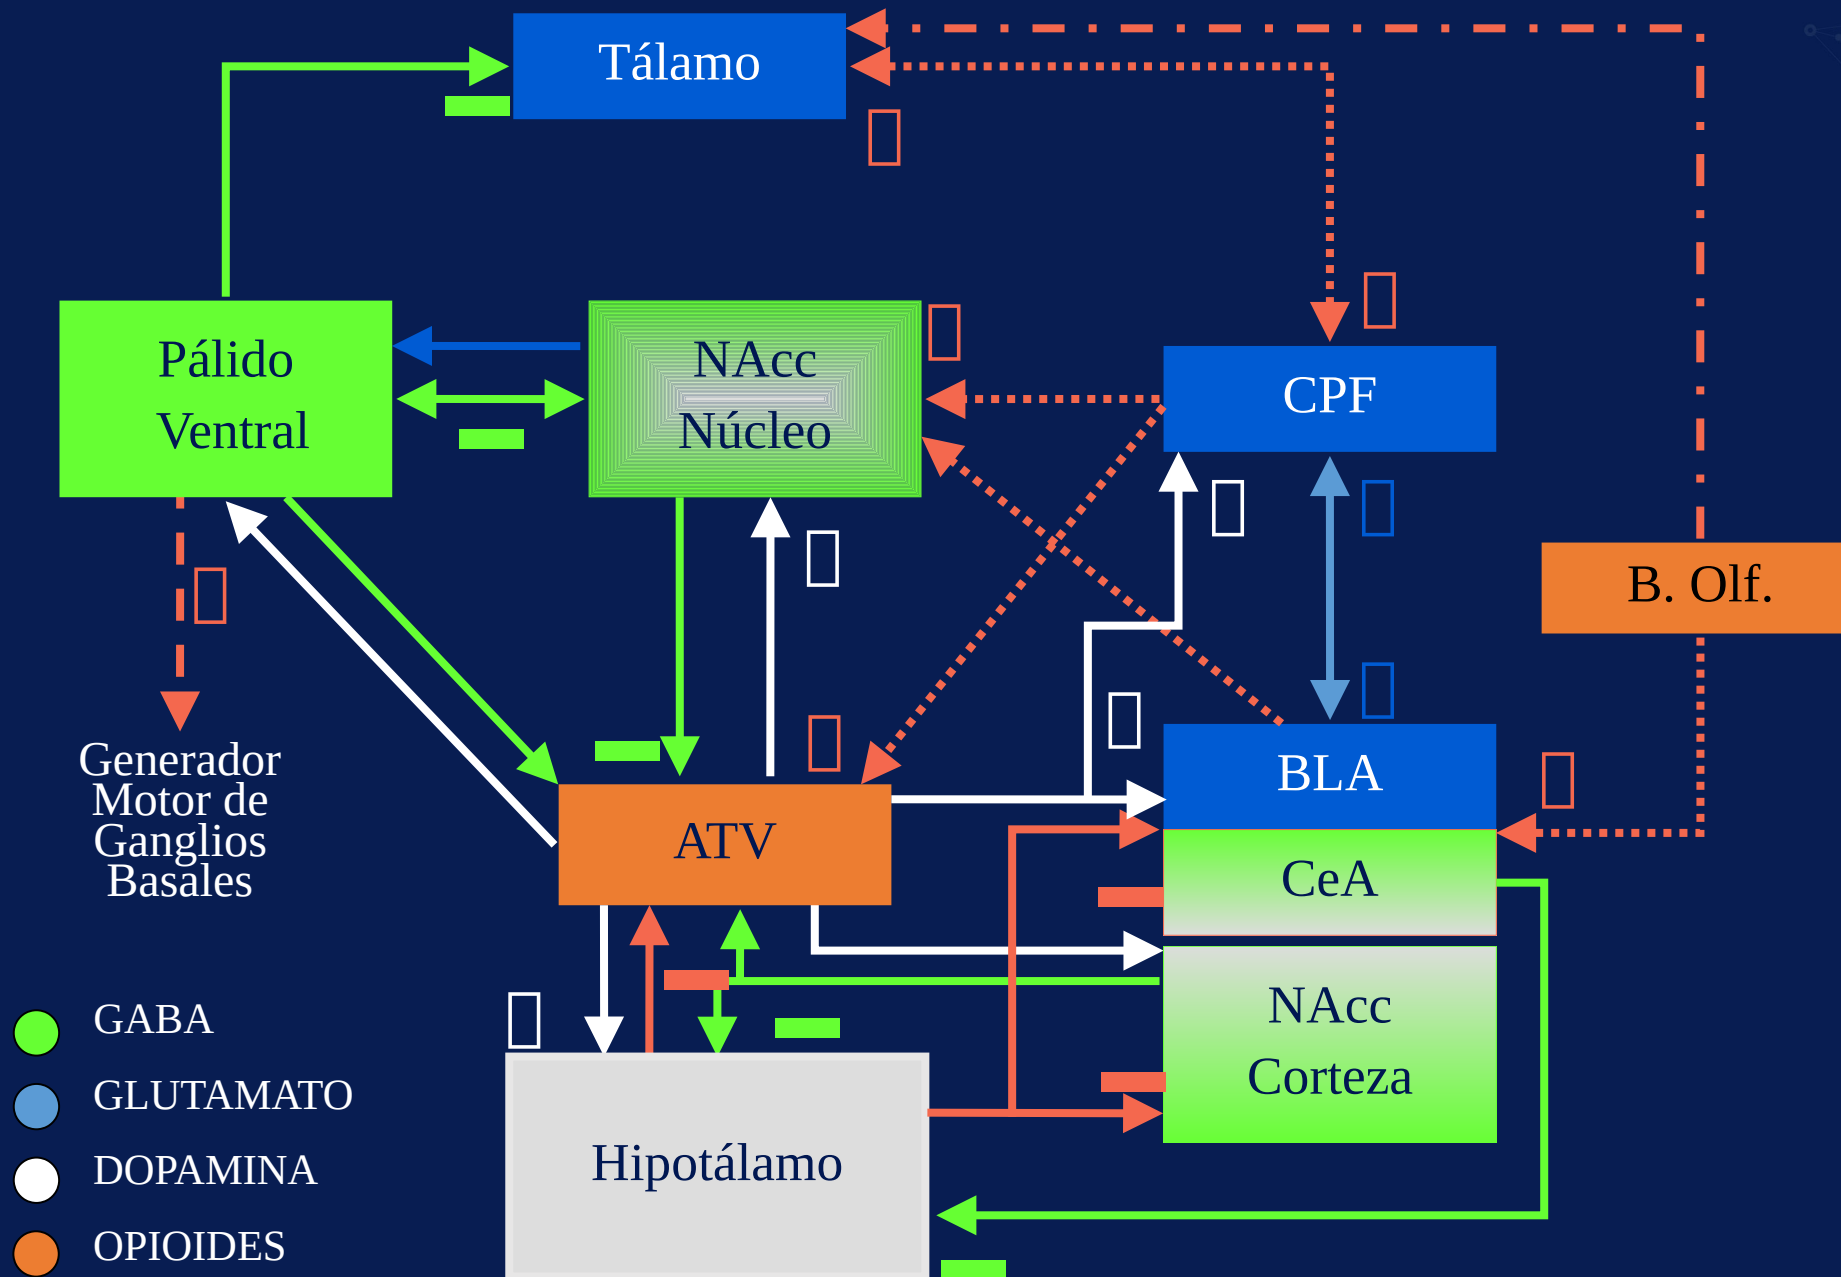 Tálamo
Pálido
Ventral
NAcc
Núcleo
CPF
B. Olf.
Generador
Motor de
Ganglios
Basales
ATV
BLA
CeA
NAcc
Corteza
Hipotálamo
GABA
GLUTAMATO
DOPAMINA
OPIOIDES